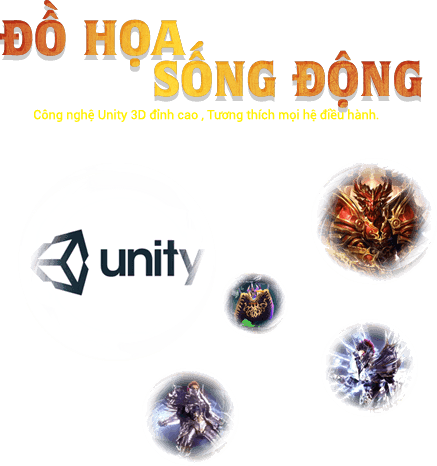 ĐỒ HỌA
SỐNG ĐỘNG
Công nghệ Unity 3D đỉnh cao , Tương thích mọi hệ điều hành.
unity